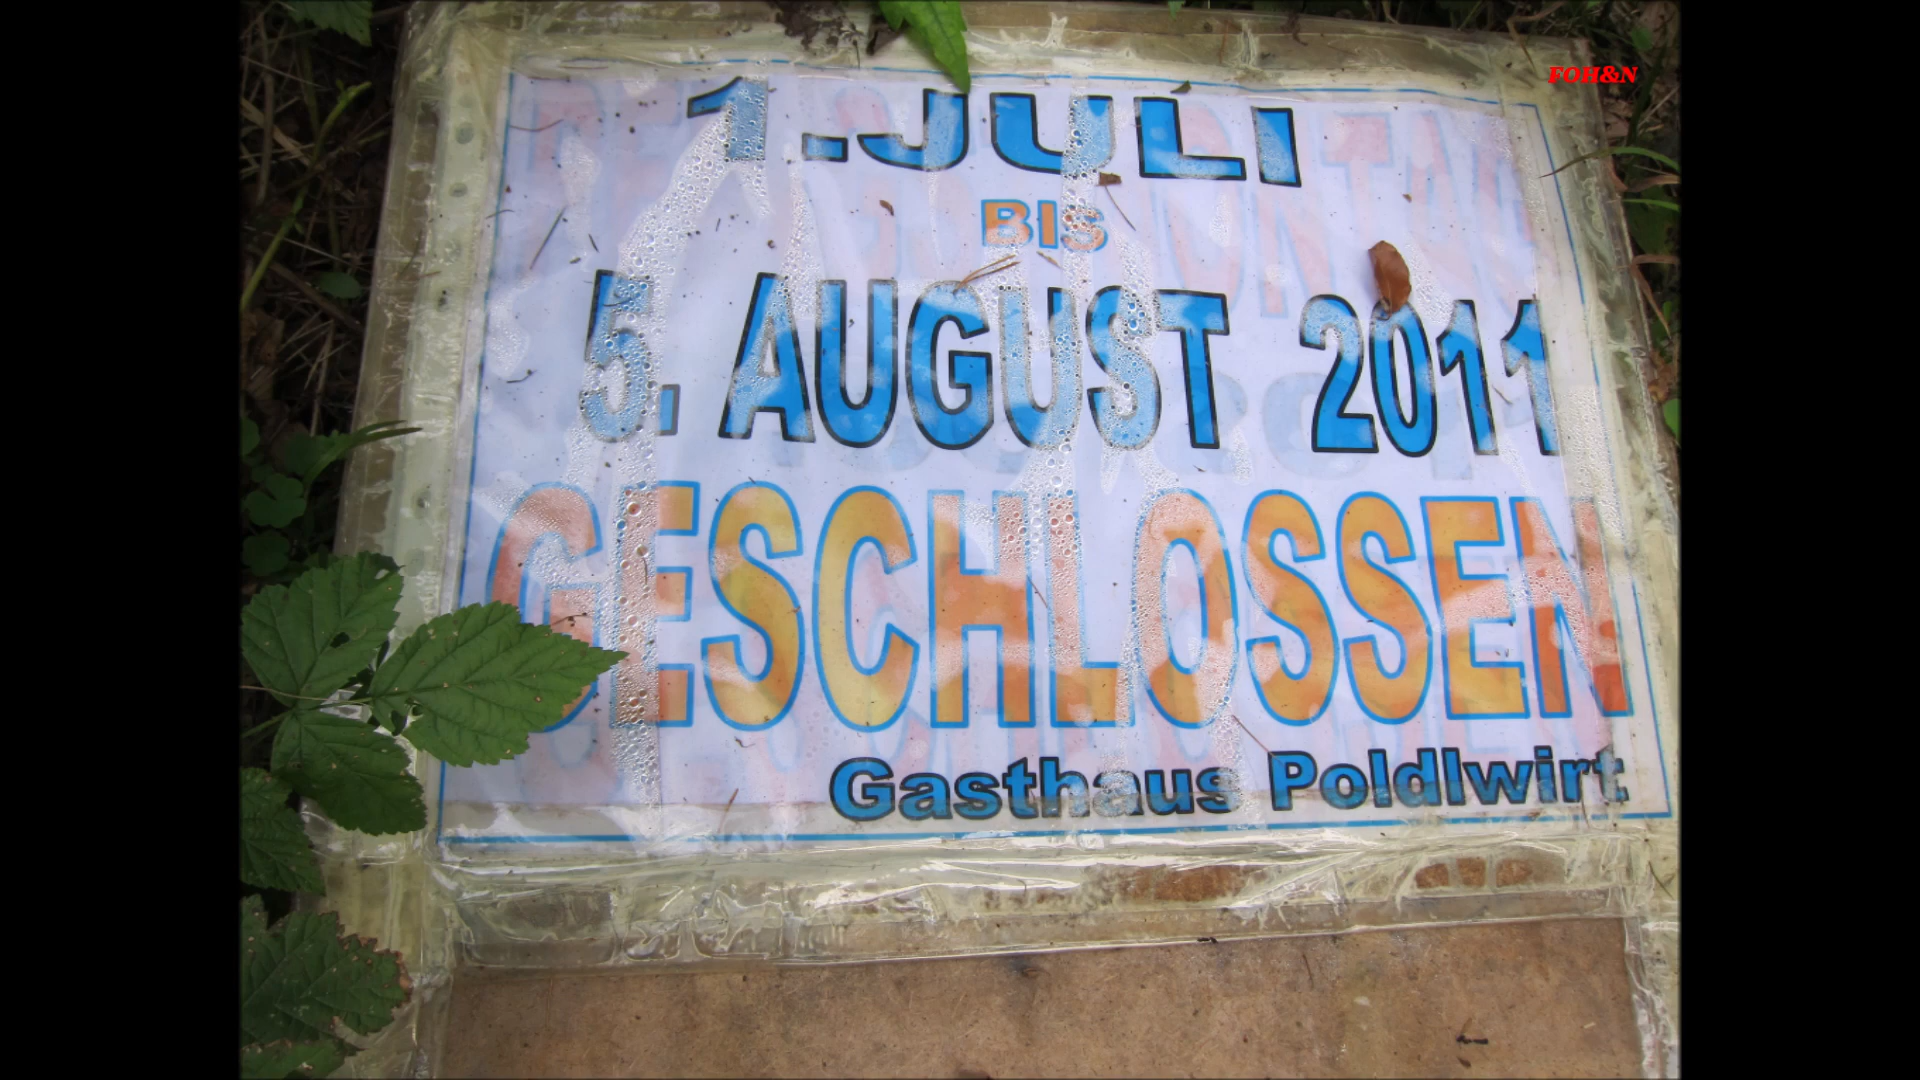 FOH&N
1. JULI
BIS
5. AUGUST 2011
GESCHLOSSEN
Gasthaus Poldlwirt